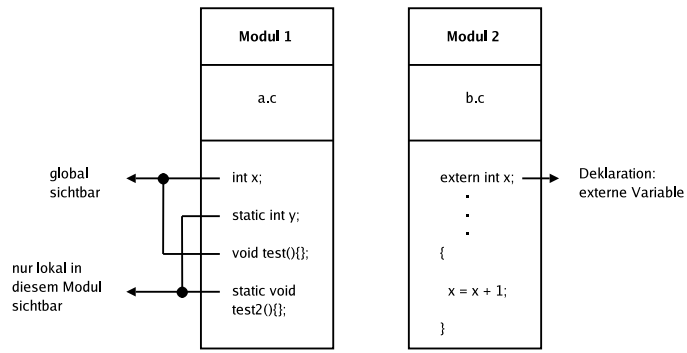 Modul 1
a.c
global
sichtbar
int x;
static int y;
void test(){};
nur lokal in
diesem Modul
sichtbar
static void
test2(){};
Modul 2
b.c
extern int x;
.
.
.
{
x = x + 1;
}
Deklaration:
externe Variable